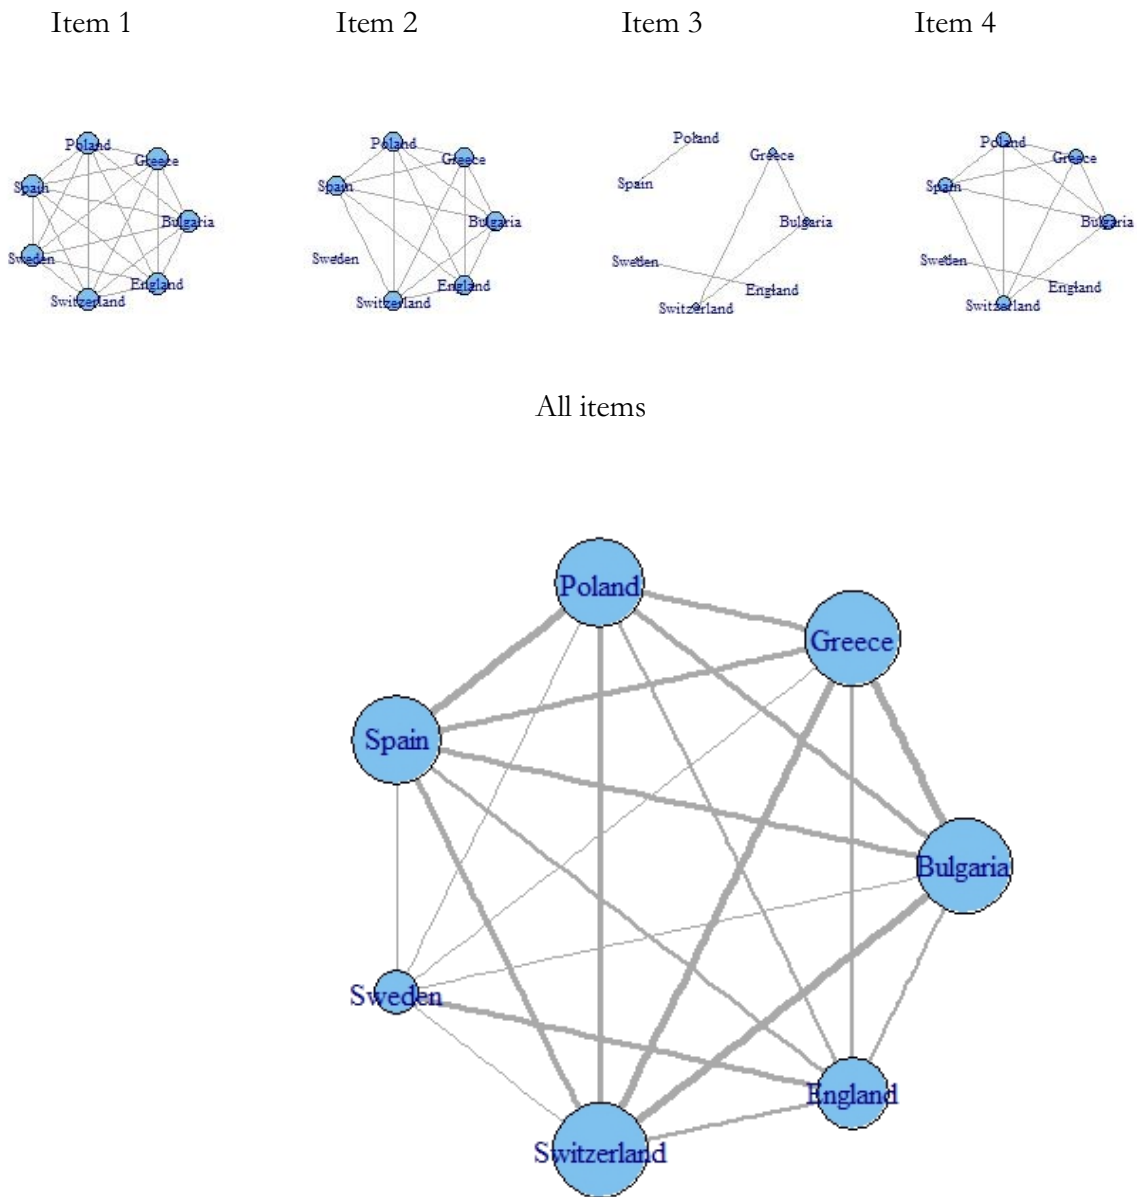 Item 1 Item 2 Item 3 Item 4
Poland
Greece
Spain
Bulgaria
Sweden
England
Switzerland
Poland
Greece
Spain
Bulgaria
Sweden
England
Switzerland
Poland
Greece
Spain
Bulgaria
Sweden
England
Switzerland
Poland
Greece
Spain
Bulgaria
Sweden
England
Switzerland
All items
Poland
Greece
Spain
Bulgaria
Sweden
England
Switzerland